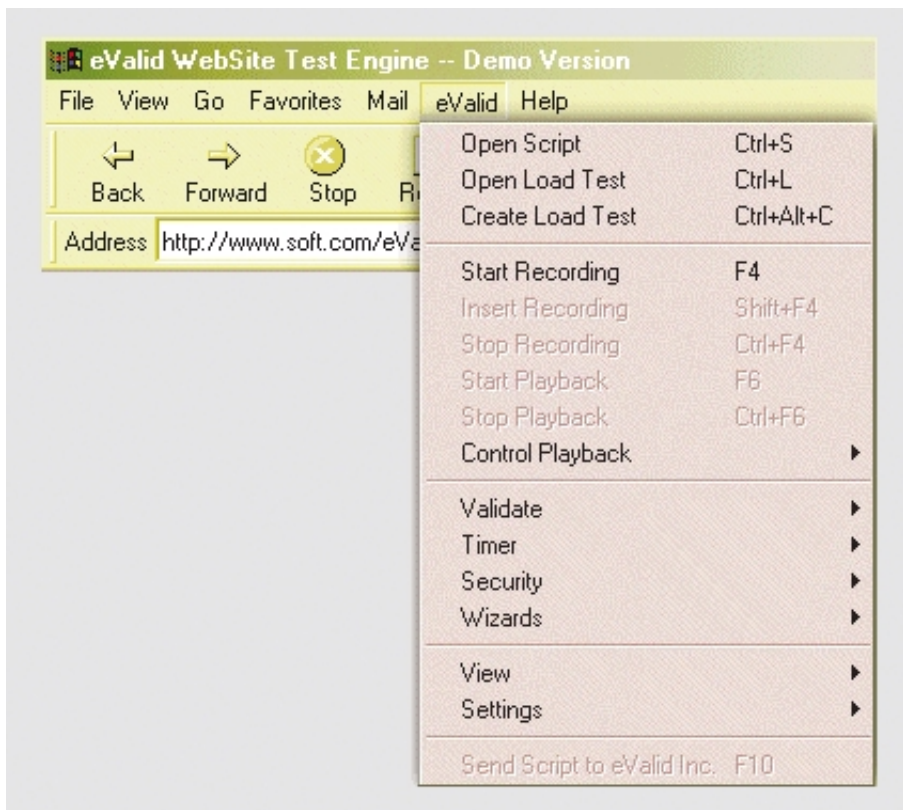 eValid WebSite Test Engine -- Demo Version
File View Go Favorites Mail eValid Help
Back Forward Stop
Address http://www.soft.com/eVa
Open Script Ctrl+S
Open Load Test Ctrl+L
Create Load Test Ctrl+Alt+C
Start Recording F4
Insert Recording Shift+F4
Stop Recording Ctrl+F4
Start Playback F6
Stop Playback Ctrl+F6
Control Playback
Validate
Timer
Security
Wizards
View
Settings
Send Script to eValid Inc. F10